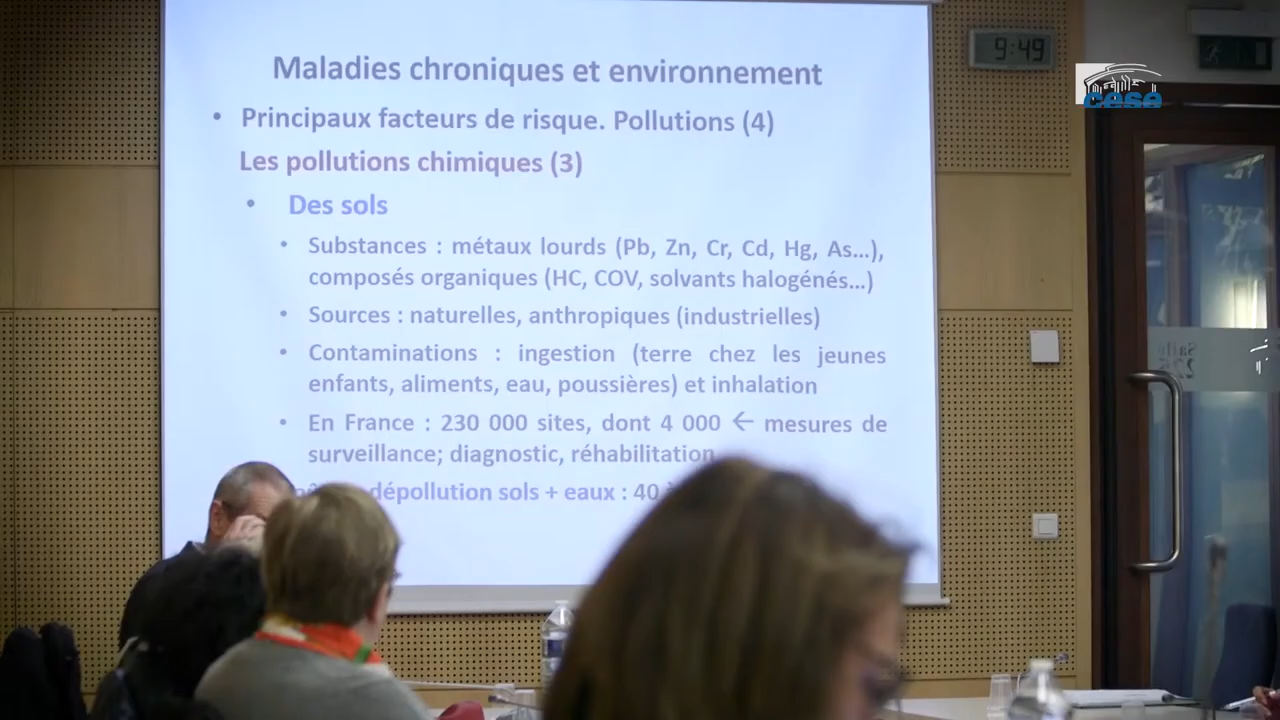 9:49
cese
Maladies chroniques et environnement
• Principaux facteurs de risque. Pollutions (4)
Les pollutions chimiques (3)
• Des sols
• Substances : métaux lourds (Pb, Zn, Cr, Cd, Hg, As...),
composés organiques (HC, COV, solvants halogénés...)
• Sources : naturelles, anthropiques (industrielles)
• Contaminations : ingestion (terre chez les jeunes
enfants, aliments, eau, poussières) et inhalation
• En France : 230 000 sites, dont 4 000 ← mesures de
surveillance; diagnostic, réhabilitation
dépollution sols + eaux : 40
Salle